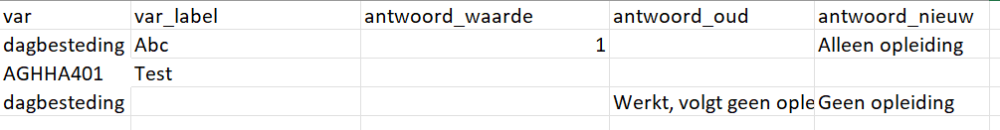 var var_label antwoord_waarde antwoord_oud antwoord_nieuw
dagbesteding Abc 1 Alleen opleiding
AGHHA401 Test
dagbesteding Werkt, volgt geen ople Geen opleiding